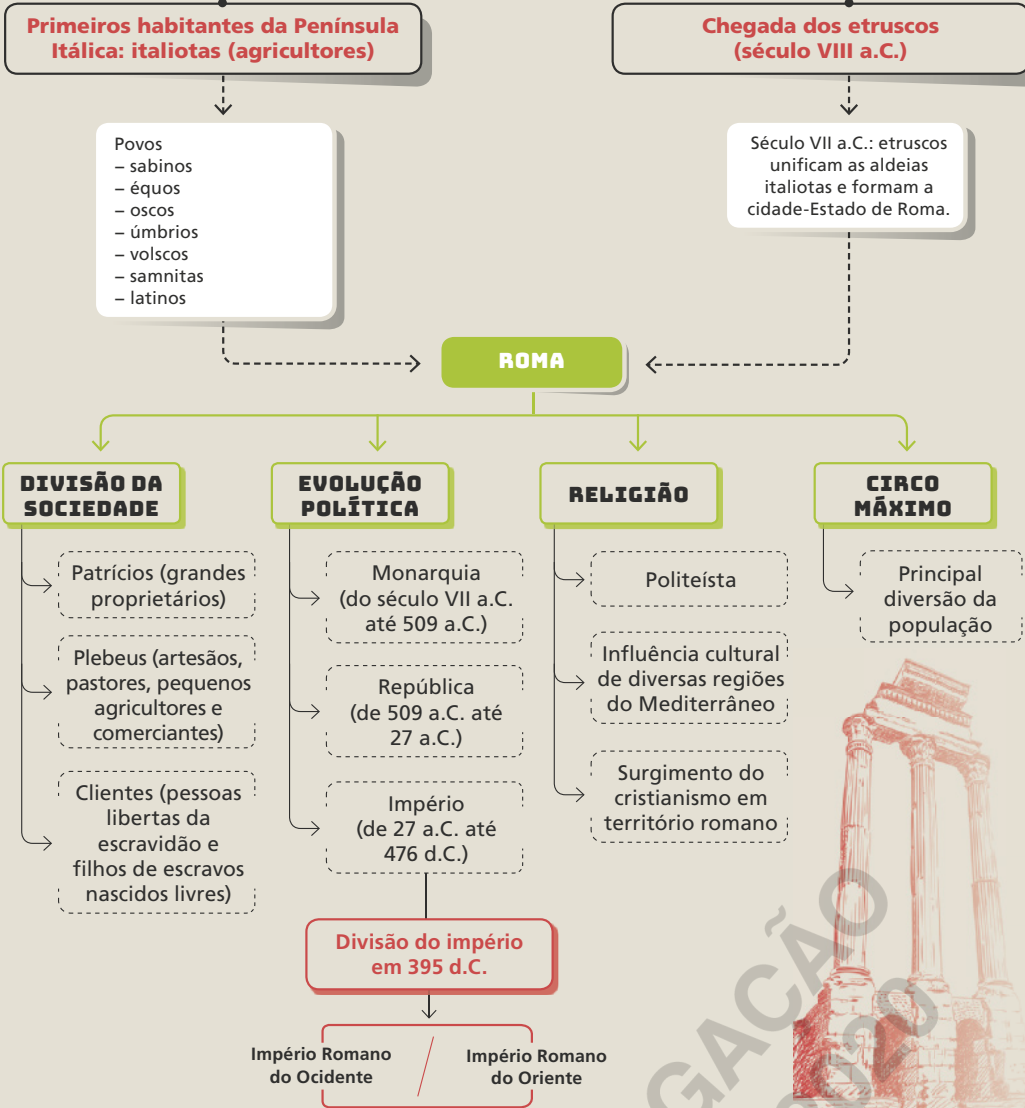 Primeiros habitantes da Península
Itálica: italiotas (agricultores)
Chegada dos etruscos
(século VIII a.C.)
Povos
– sabinos
– équos
– oscos
– úmbrios
– volscos
– samnitas
– latinos
Século VII a.C.: etruscos
unificam as aldeias
italiotas e formam a
cidade-Estado de Roma.
ROMA
DIVISÃO DA
SOCIEDADE
Patrícios (grandes
proprietários)
Plebeus (artesãos,
pastores, pequenos
agricultores e
comerciantes)
Clientes (pessoas
libertas da
escravidão e
filhos de escravos
nascidos livres)
EVOLUÇÃO
POLÍTICA
Monarquia
(do século VII a.C.
até 509 a.C.)
República
(de 509 a.C. até
27 a.C.)
Império
(de 27 a.C. até
476 d.C.)
Divisão do império
em 395 d.C.
Império Romano
do Ocidente
Império Romano
do Oriente
RELIGIÃO
Politeísta
Influência cultural
de diversas regiões
do Mediterrâneo
Surgimento do
cristianismo em
território romano
CIRCO
MÁXIMO
Principal
diversão da
população
GAÇÃO
2020